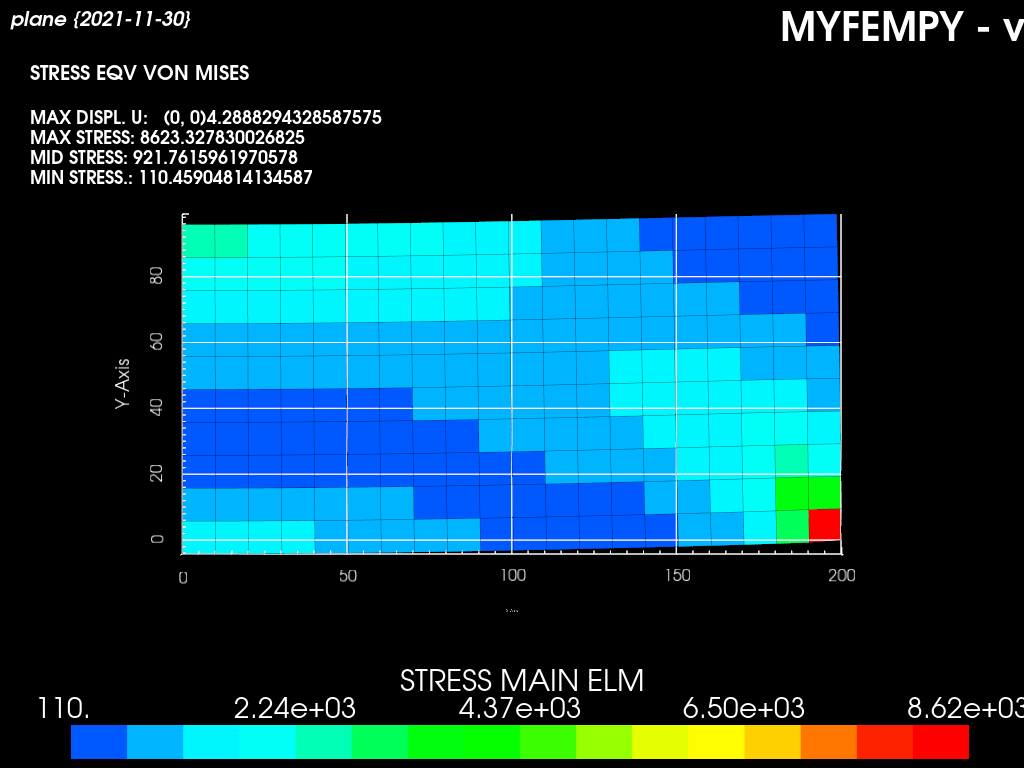 plane {2021-11-30}
MYFEMPY - v
STRESS EQV VON MISES
MAX DISPL. U: (0, 0)4.2888294328587575
MAX STRESS: 8623.327830026825
MID STRESS: 921.7615961970578
MIN STRESS.: 110.45904814134587
80
60
40
20
0
Y-Axis
0 50 100 150 200
STRESS MAIN ELM
110. 2.24e+03 4.37e+03 6.50e+03 8.62e+03